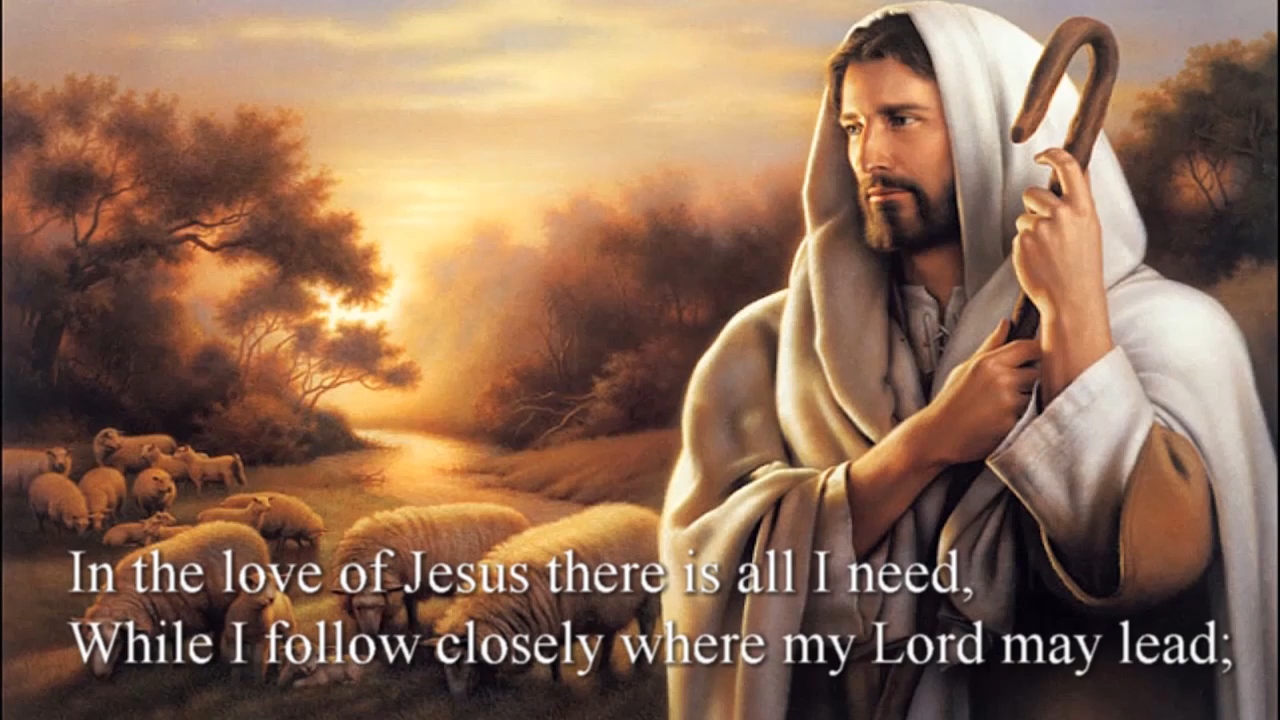 In the love of Jesus there is all I need,
While I follow closely where my Lord may lead;